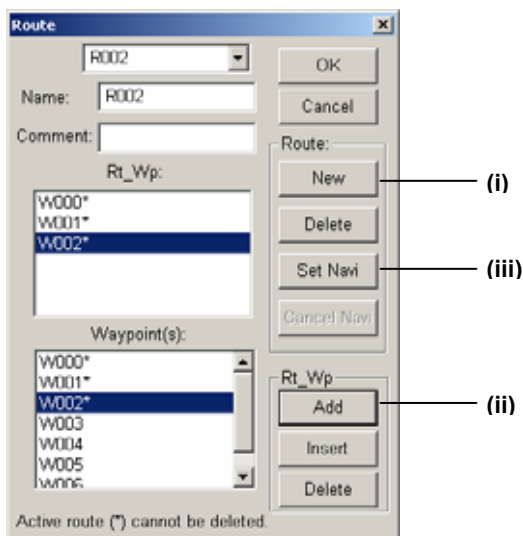 Route
R002
OK
Name: R002
Cancel
Comment:
Route:
Rt_Wp:
New (i)
W000*
W001*
W002*
Delete
Set Navi (iii)
Cancel Navi
Waypoint(s):
W000*
W001*
W002*
W003
W004
W005
W006
Rt_Wp
Add (ii)
Insert
Delete
Active route (*) cannot be deleted.